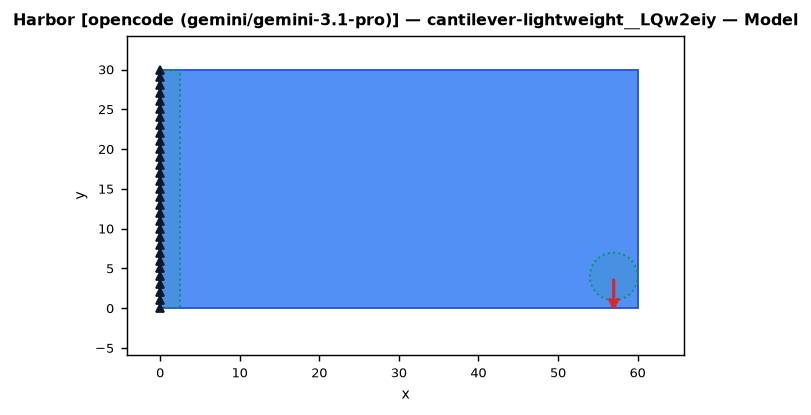 Harbor [opencode (gemini/gemini-3.1-pro)] — cantilever-lightweight__LQw2eiy — Model
30
25
20
15
10
5
0
−5
y
0 10 20 30 40 50 60
x